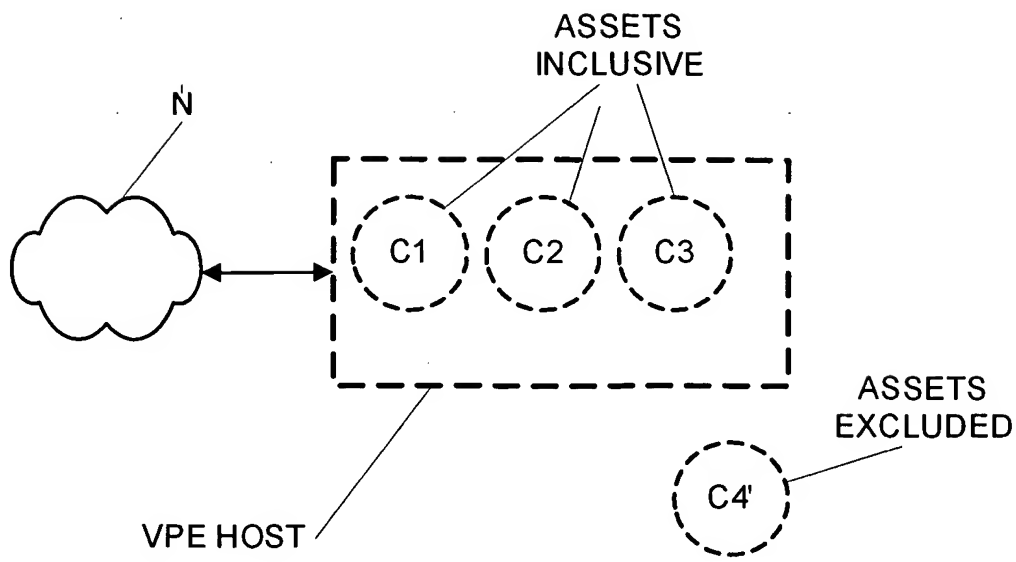 ASSETS
INCLUSIVE
N
C1 C2 C3
ASSETS
EXCLUDED
C4'
VPE HOST